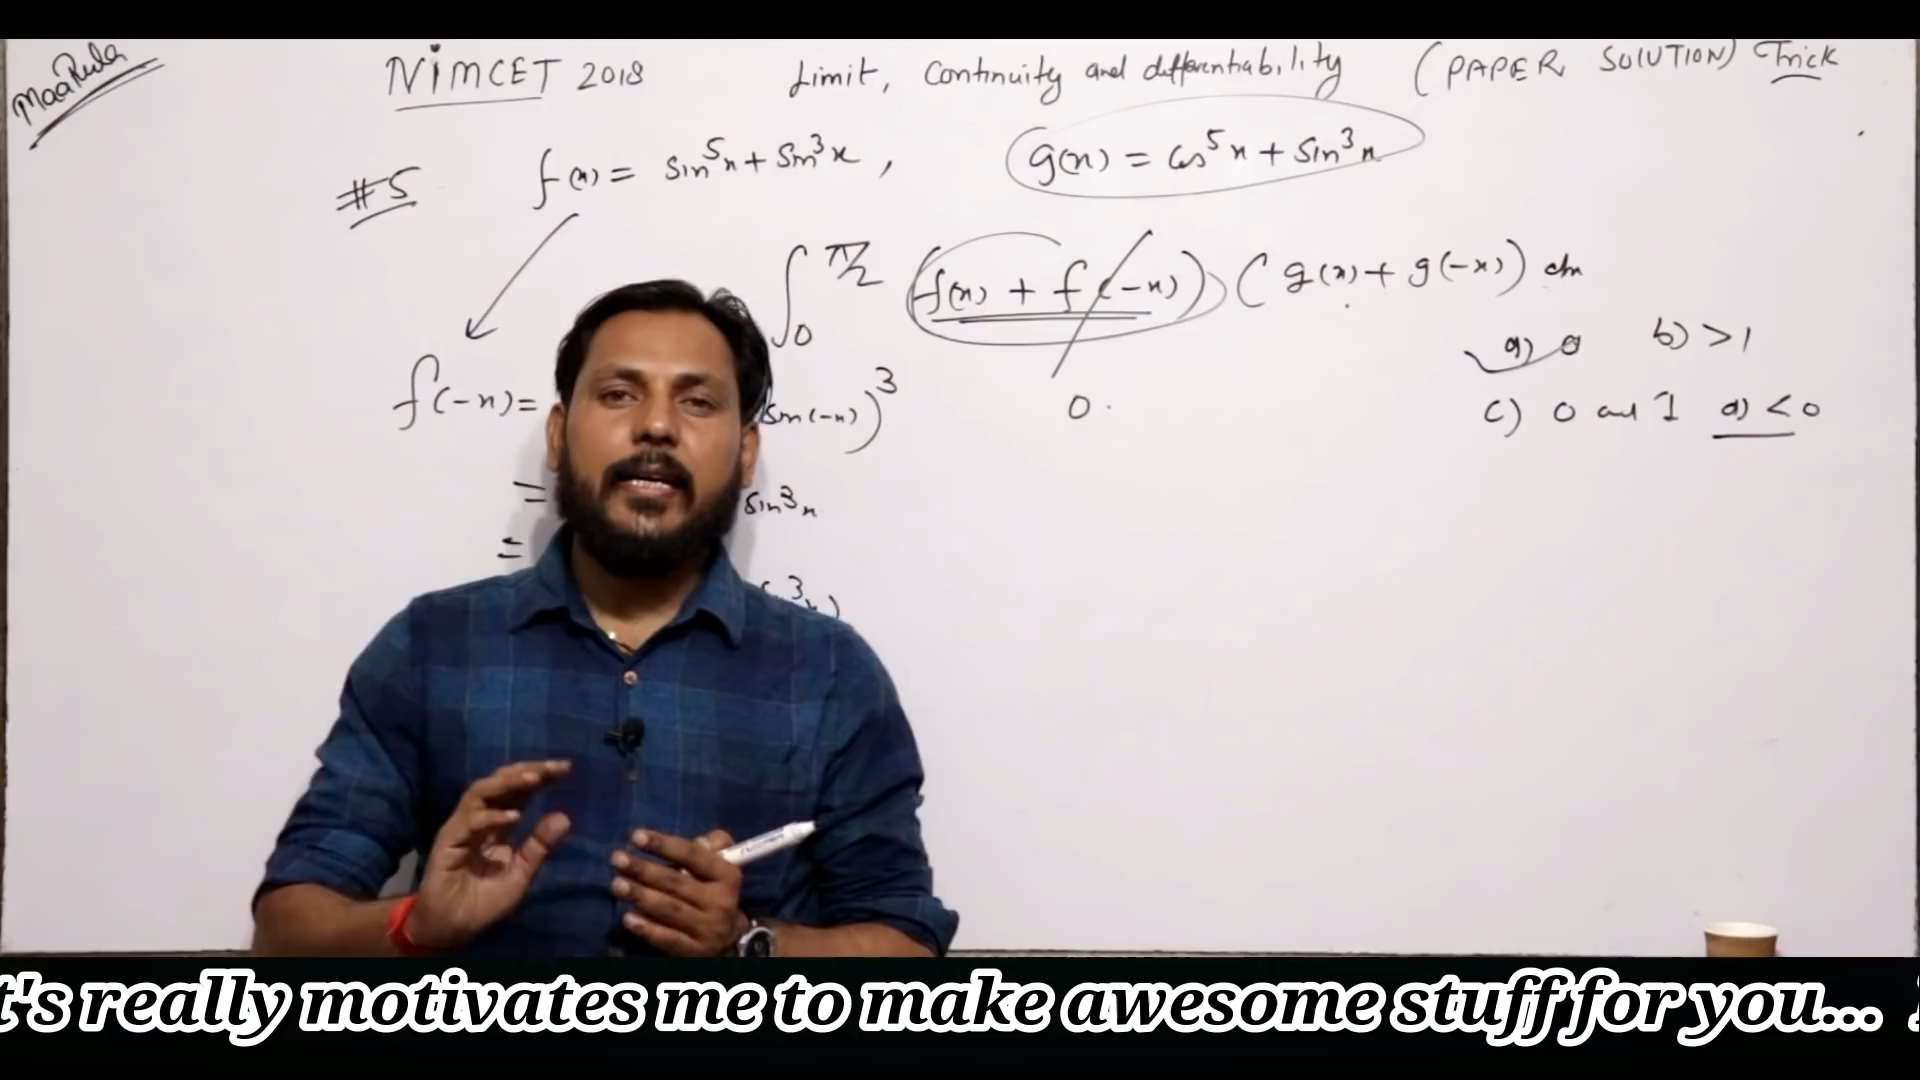 MaaRula
NIMCET 2018 Limit, Continuity and differentiability (PAPER SOLUTION) Trick
#5 f(x) = sin⁵x + sin³x , g(x) = cos⁵x + sin³x
∫₀^π/2 (f(x) + f(-x)) (g(x) + g(-x)) dx
a) 0 b) >1
f(-x) = (sin(-x))³ 0. c) 0 and 1 d) <0
= sin³x
=
t's really motivates me to make awesome stuff for you...